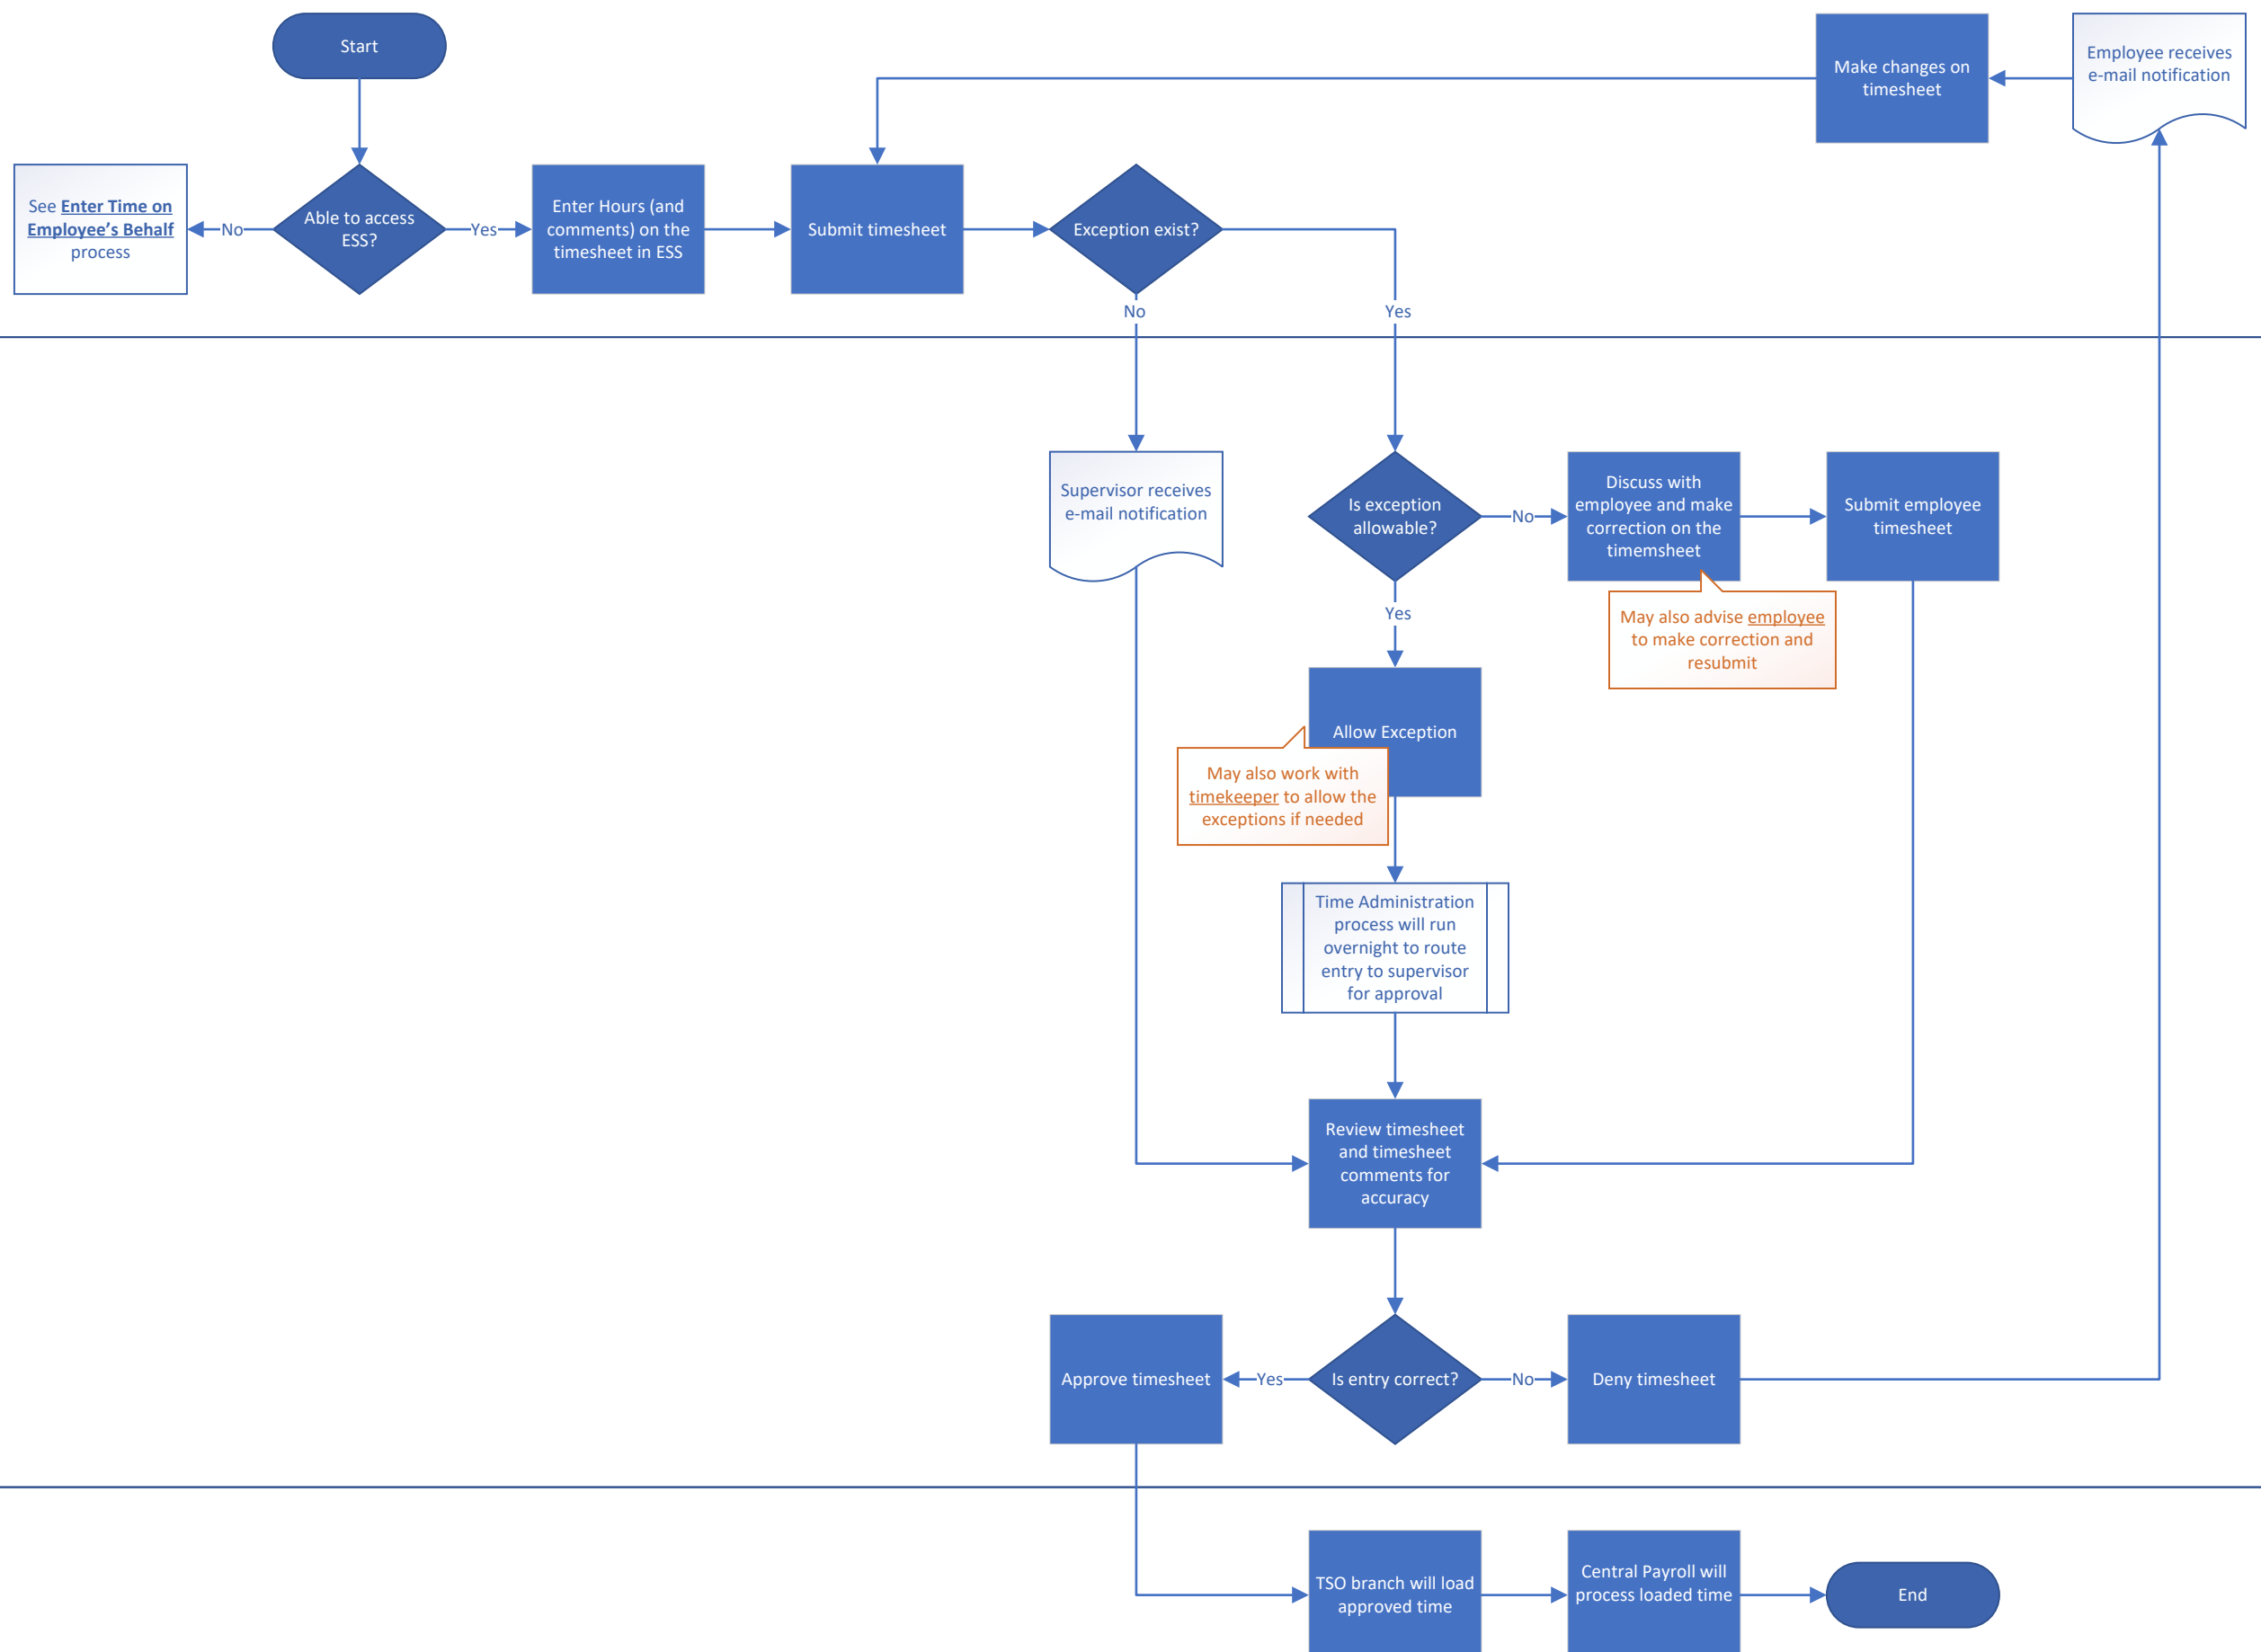 Start
Make changes on
timesheet
Employee receives
e-mail notification
See Enter Time on
Employee's Behalf
process
No
Able to access
ESS?
Yes
Enter Hours (and
comments) on the
timesheet in ESS
Submit timesheet
Exception exist?
No
Yes
Supervisor receives
e-mail notification
Is exception
allowable?
No
Discuss with
employee and make
correction on the
timemsheet
Submit employee
timesheet
May also advise employee
to make correction and
resubmit
Yes
Allow Exception
May also work with
timekeeper to allow the
exceptions if needed
Time Administration
process will run
overnight to route
entry to supervisor
for approval
Review timesheet
and timesheet
comments for
accuracy
Approve timesheet
Yes
Is entry correct?
No
Deny timesheet
TSO branch will load
approved time
Central Payroll will
process loaded time
End